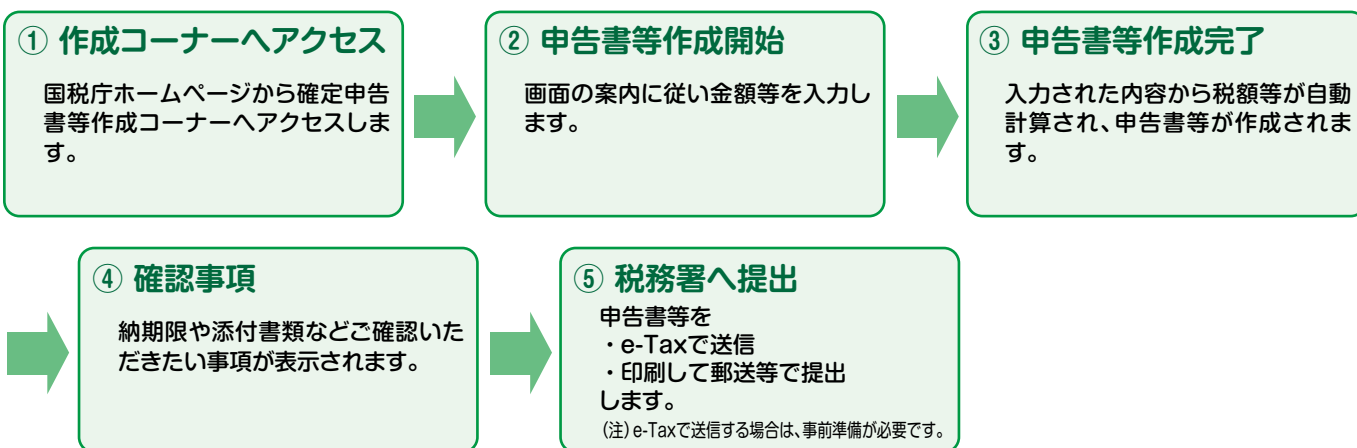 ① 作成コーナーへアクセス
国税庁ホームページから確定申告
書等作成コーナーへアクセスしま
す。
② 申告書等作成開始
画面の案内に従い金額等を入力し
ます。
③ 申告書等作成完了
入力された内容から税額等が自動
計算され、申告書等が作成されま
す。
④ 確認事項
納期限や添付書類などご確認いた
だきたい事項が表示されます。
⑤ 税務署へ提出
申告書等を
・e-Taxで送信
・印刷して郵送等で提出
します。
(注)e-Taxで送信する場合は、事前準備が必要です。